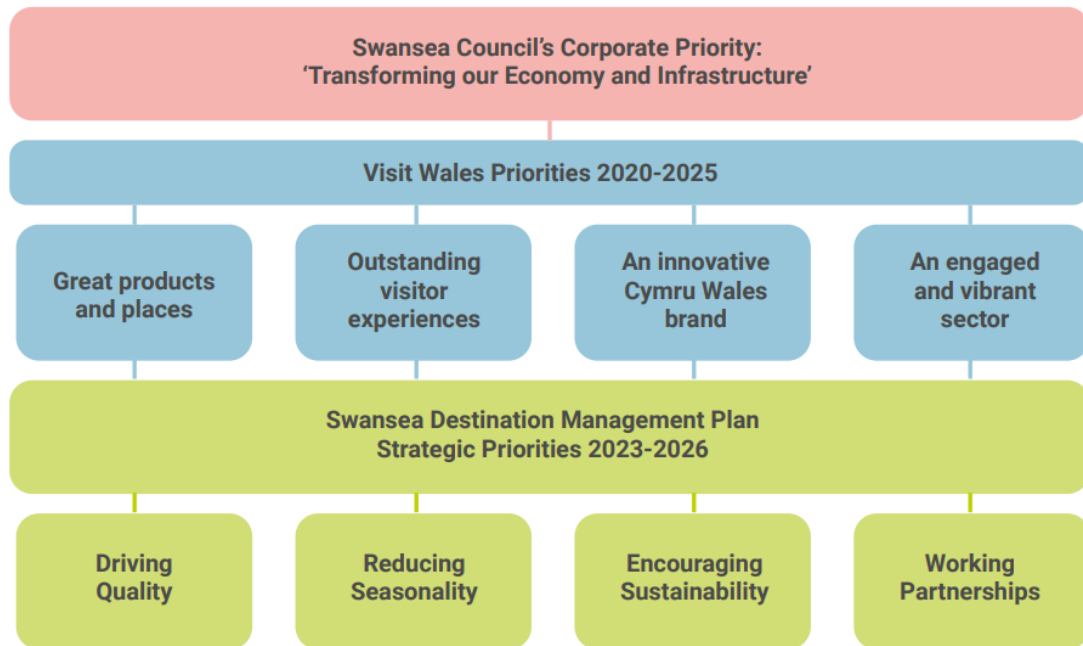 Swansea Council’s Corporate Priority:
‘Transforming our Economy and Infrastructure’
Visit Wales Priorities 2020-2025
Great products
and places
Outstanding
visitor
experiences
An innovative
Cymru Wales
brand
An engaged
and vibrant
sector
Swansea Destination Management Plan
Strategic Priorities 2023-2026
Driving
Quality
Reducing
Seasonality
Encouraging
Sustainability
Working
Partnerships